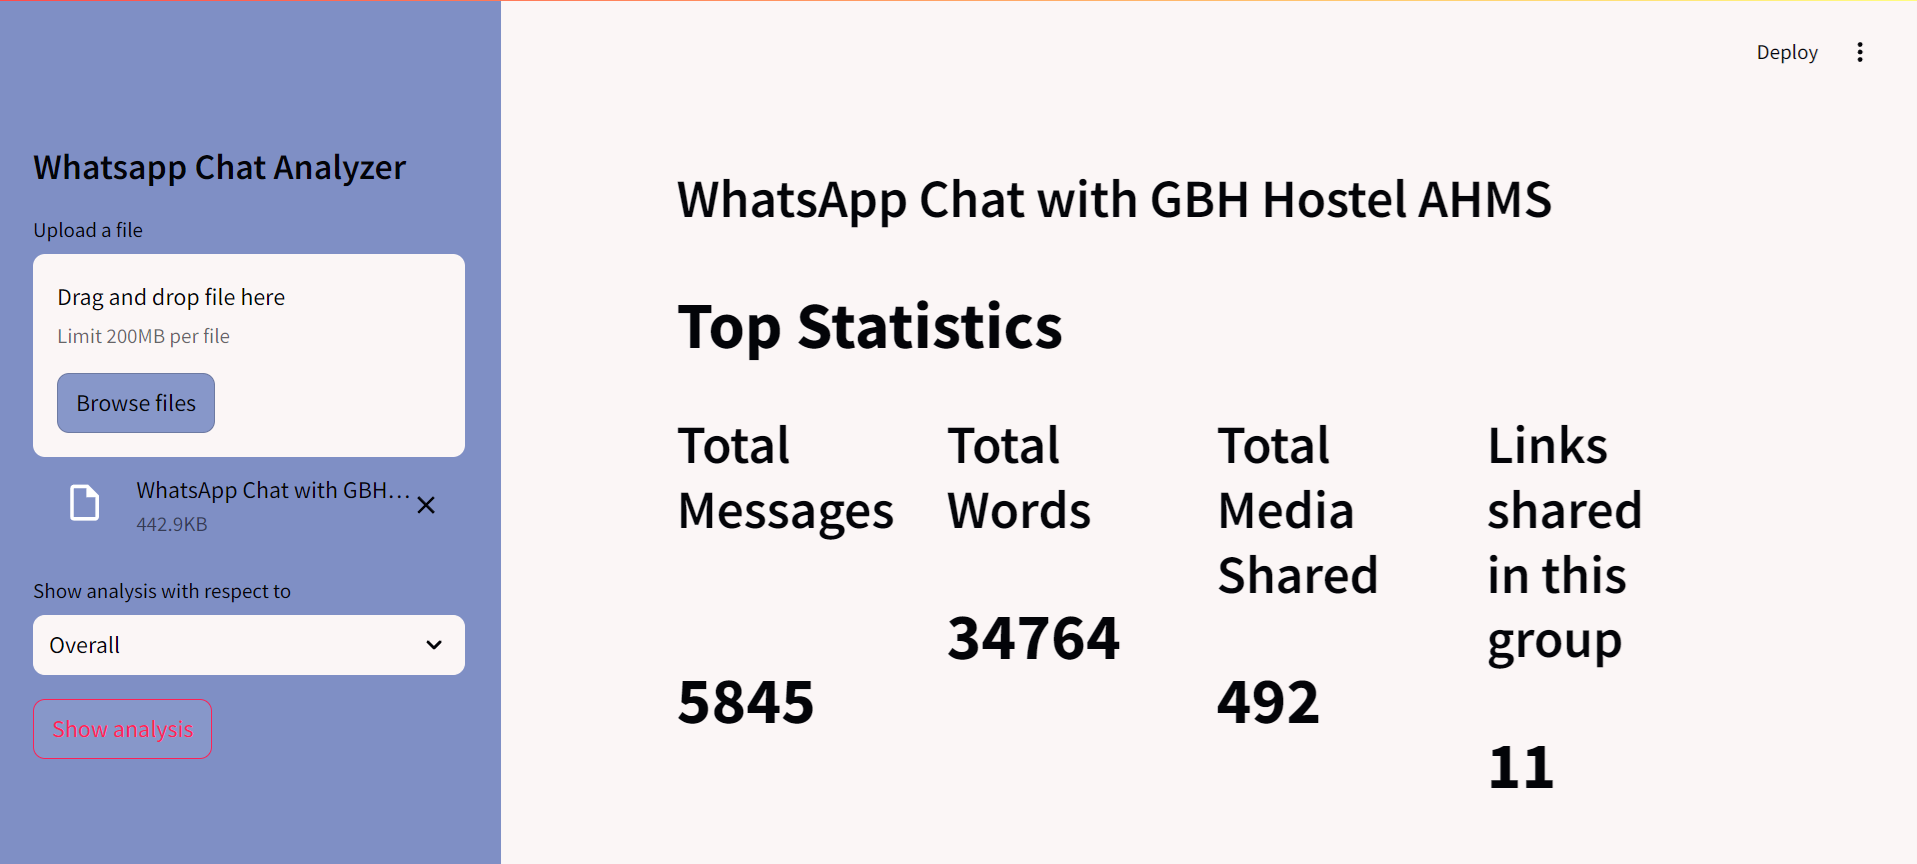 Deploy
Whatsapp Chat Analyzer
Upload a file
Drag and drop file here
Limit 200MB per file
Browse files
WhatsApp Chat with GBH...
442.9KB
Show analysis with respect to
Overall
Show analysis
WhatsApp Chat with GBH Hostel AHMS
Top Statistics
Total
Messages
5845
Total
Words
34764
Total
Media
Shared
492
Links
shared
in this
group
11